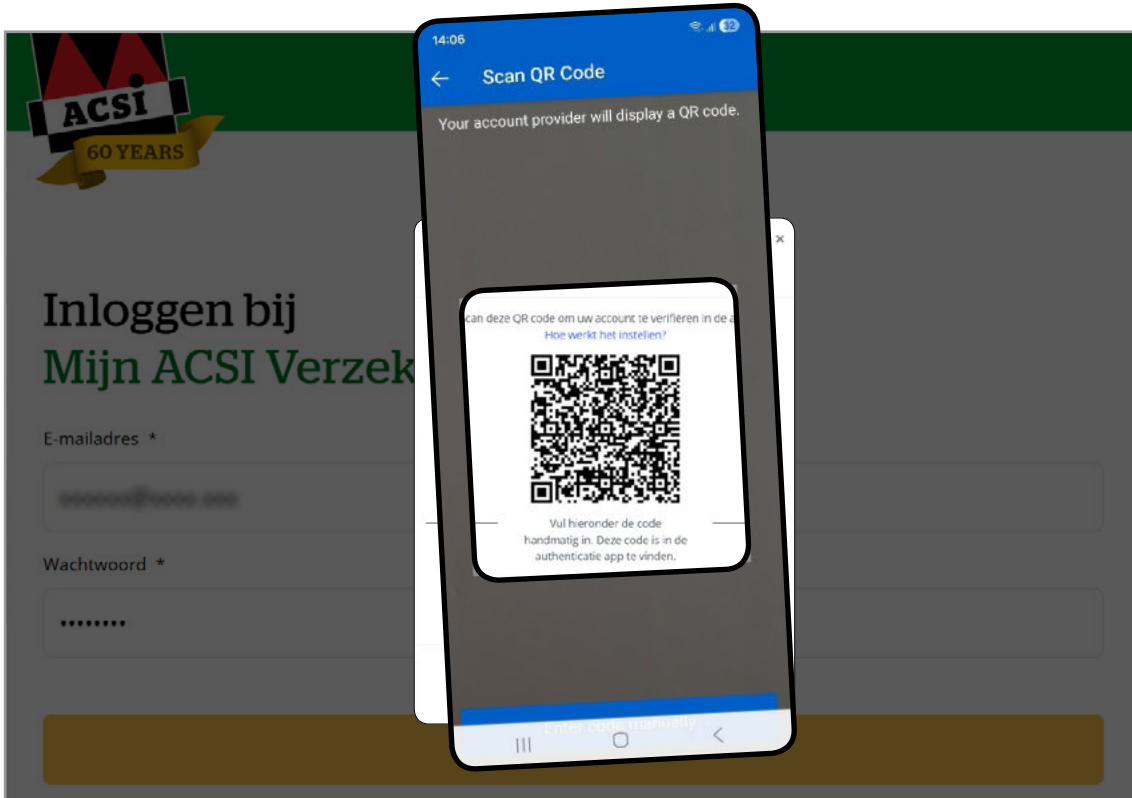 14:06
32
Scan QR Code
Your account provider will display a QR code.
ACSI
60 YEARS
can deze QR code om uw account te verifiëren in de a
Hoe werkt het instellen?
Inloggen bij
Mijn ACSI Verzek
E-mailadres *
Vul hieronder de code
handmatig in. Deze code is in de
authenticatie app te vinden.
Wachtwoord *
Enter code manually